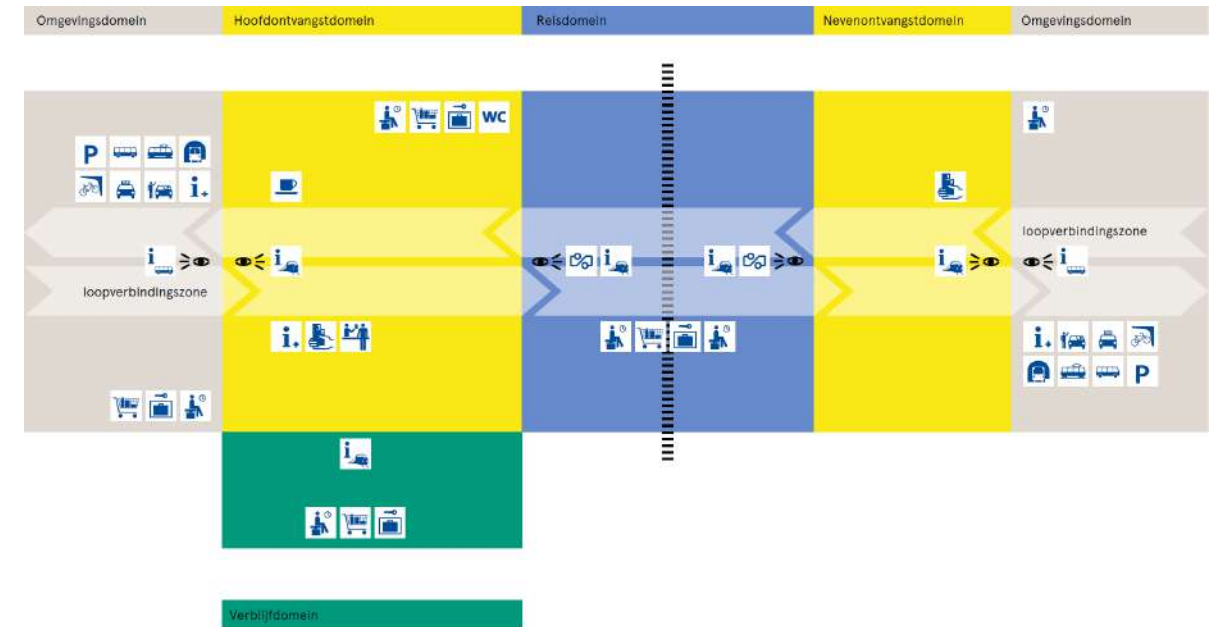 Omgevingsdomein
Hoofdontvangstdomein
Reisdomein
Nevenontvangstdomein
Omgevingsdomein
WC
P
i+
loopverbindingszone
i
i
i
i
i
i
loopverbindingszone
i+
i+
P
i
Verblijfdomein